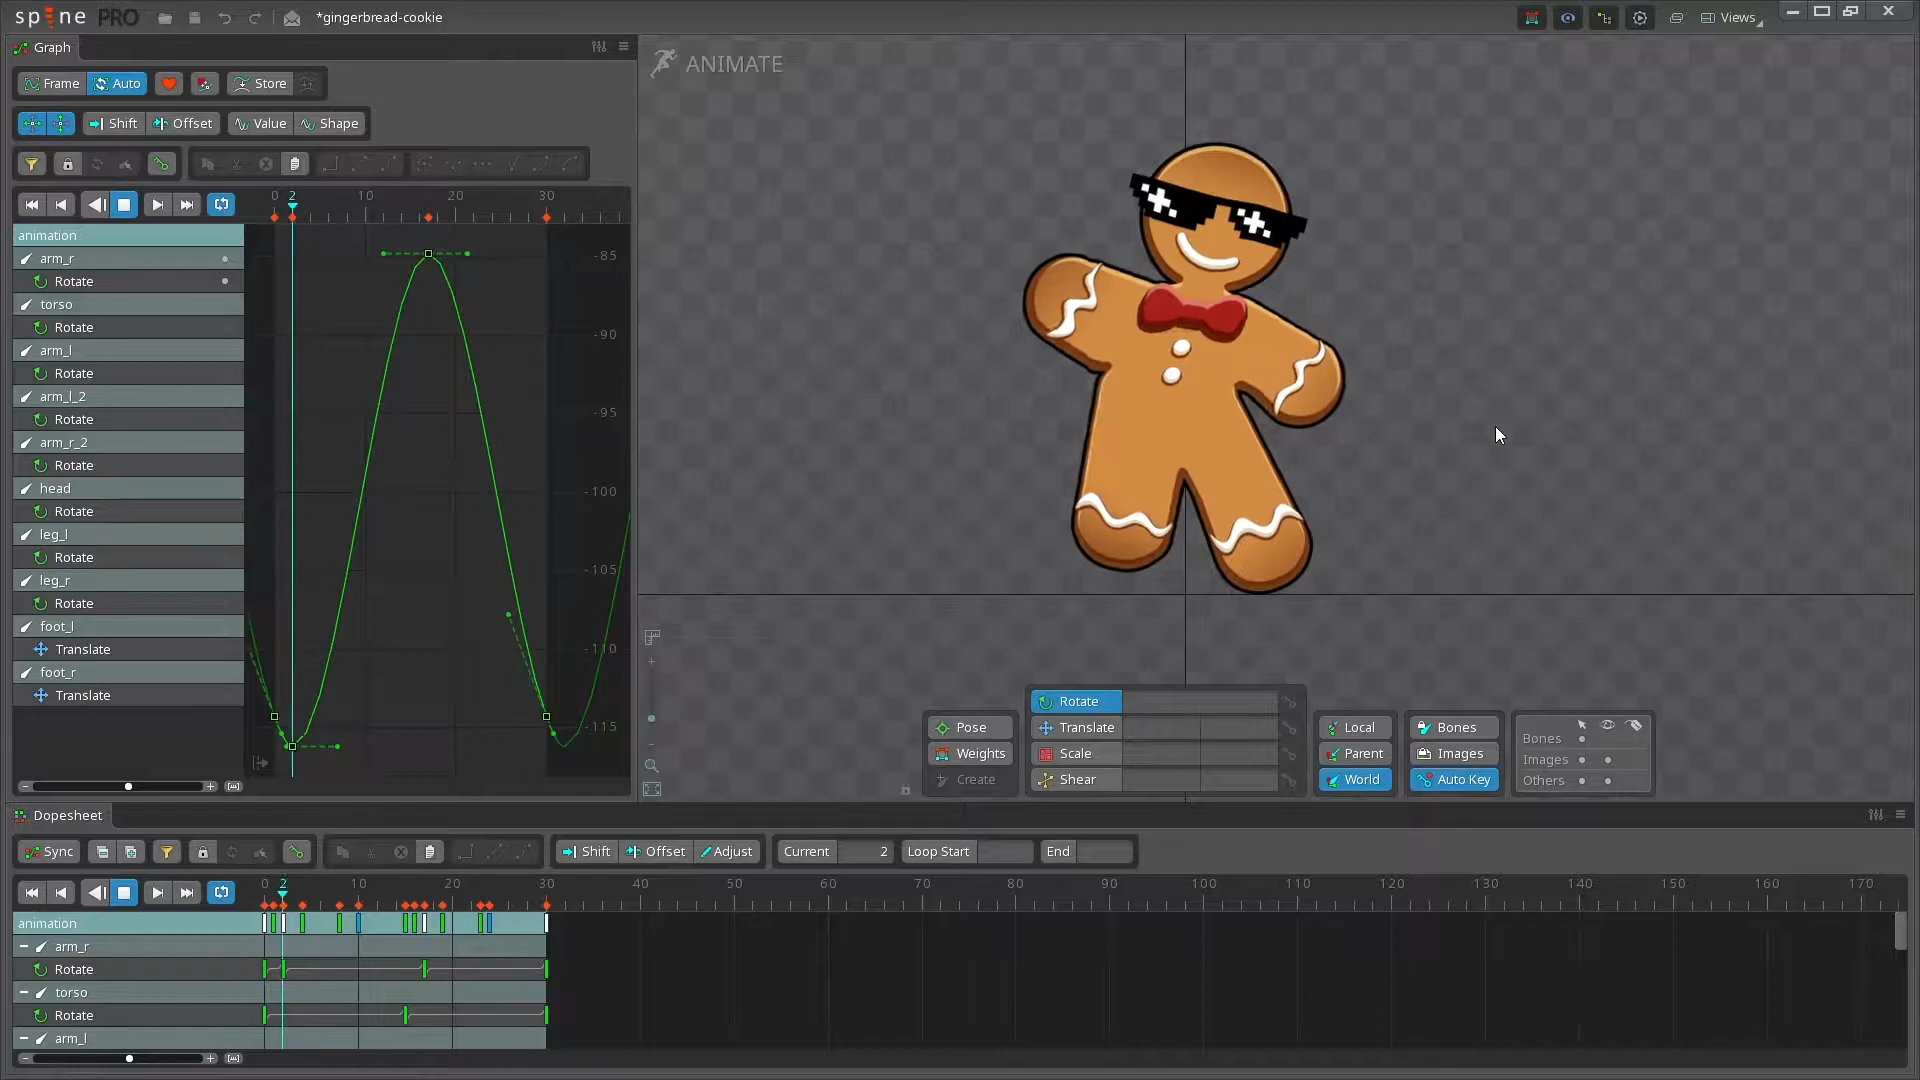 spine PRO
*gingerbread-cookie
Views
Graph
Frame Auto Store
Shift Offset Value Shape
0 2 10 20 30
animation
arm_r
Rotate
torso
Rotate
arm_l
Rotate
arm_l_2
Rotate
arm_r_2
Rotate
head
Rotate
leg_l
Rotate
leg_r
Rotate
foot_l
Translate
foot_r
Translate
-85
-90
-95
-100
-105
-110
-115
ANIMATE
Pose
Weights
Create
Rotate
Translate
Scale
Shear
Local
Parent
World
Bones
Images
Auto Key
Bones
Images
Others
Dopesheet
Sync Shift Offset Adjust Current 2 Loop Start End
0 2 10 20 30 40 50 60 70 80 90 100 110 120 130 140 150 160 170
animation
arm_r
Rotate
torso
Rotate
arm_l